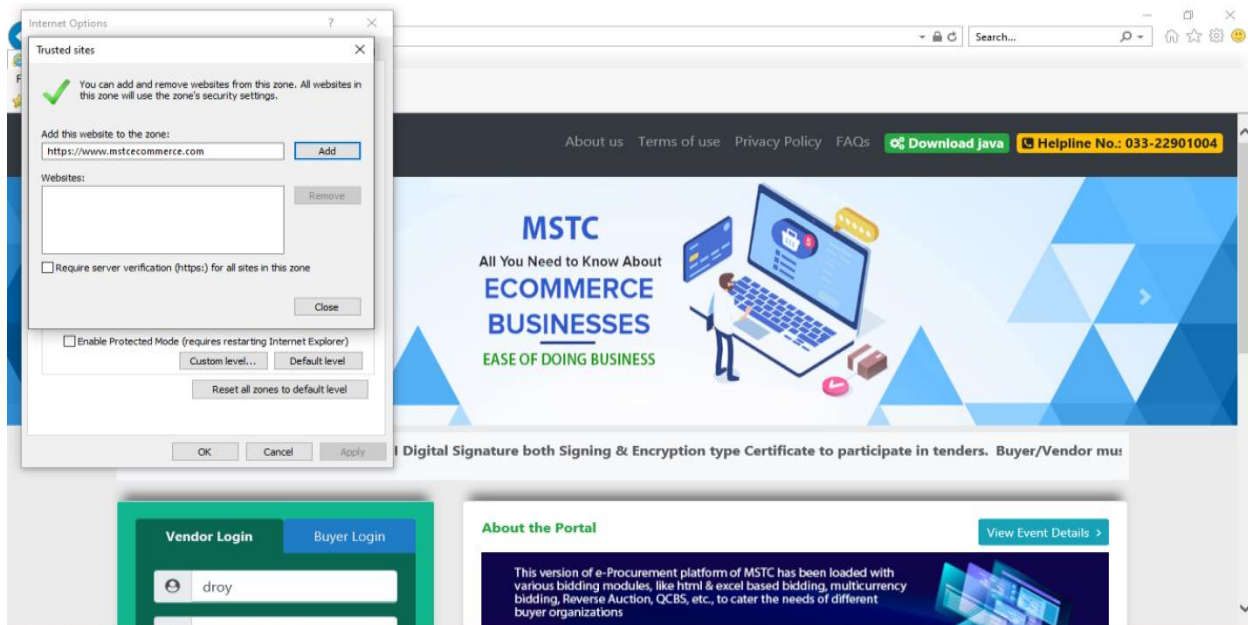 Internet Options
?
Search...
Trusted sites
You can add and remove websites from this zone. All websites in
this zone will use the zone's security settings.
Add this website to the zone:
https://www.mstcecommerce.com
Add
Websites:
Remove
Require server verification (https:) for all sites in this zone
Close
Enable Protected Mode (requires restarting Internet Explorer)
Custom level...
Default level
Reset all zones to default level
OK
Cancel
Apply
About us
Terms of use
Privacy Policy
FAQs
Download java
Helpline No.: 033-22901004
MSTC
All You Need to Know About
ECOMMERCE
BUSINESSES
EASE OF DOING BUSINESS
Digital Signature both Signing & Encryption type Certificate to participate in tenders. Buyer/Vendor
Vendor Login
Buyer Login
droy
About the Portal
View Event Details >
This version of e-Procurement platform of MSTC has been loaded with
various bidding modules, like html & excel based bidding, multicurrency
bidding, Reverse Auction, QCBS, etc., to cater the needs of different
buyer organizations